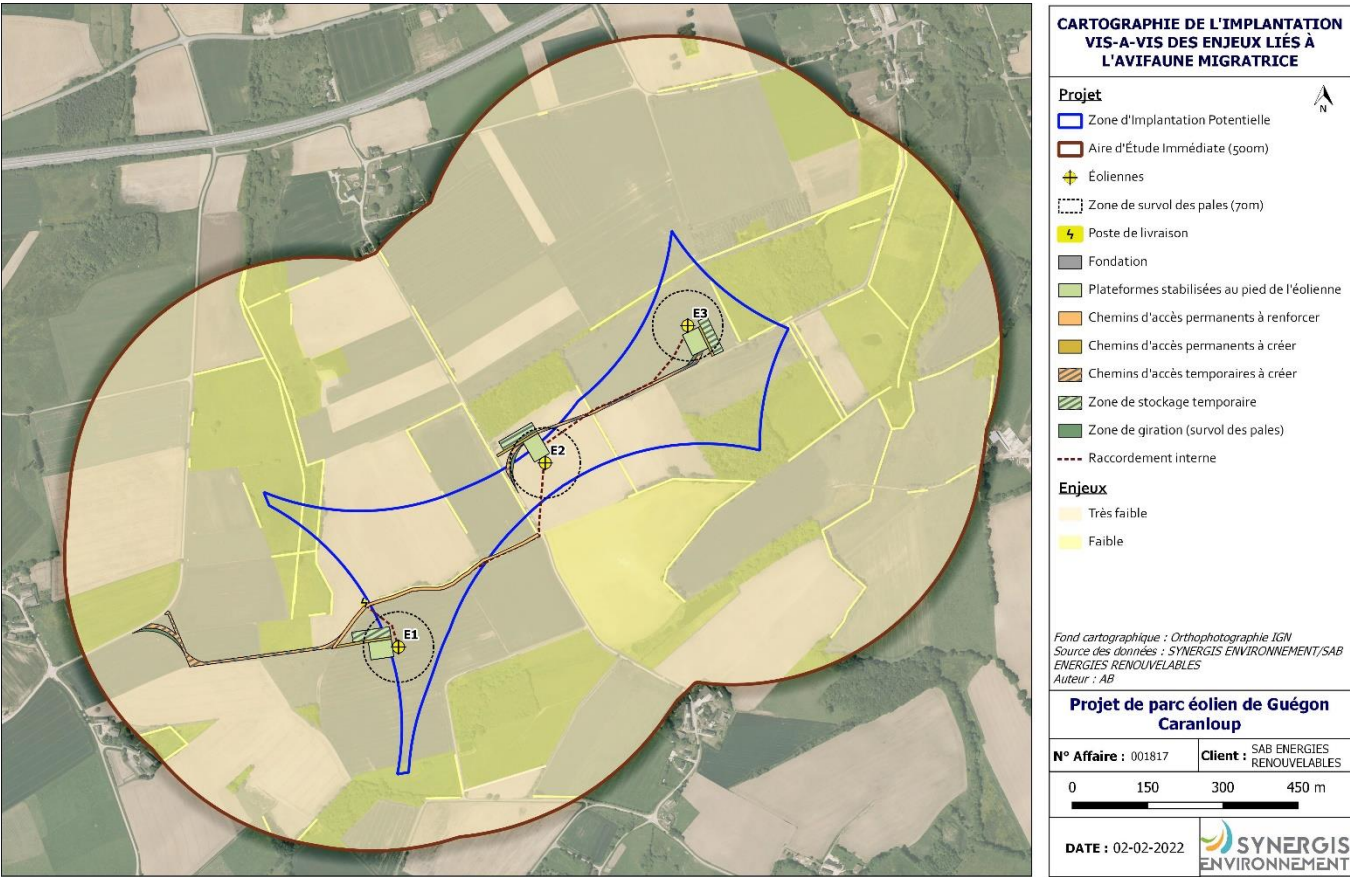 CARTOGRAPHIE DE L'IMPLANTATION
VIS-A-VIS DES ENJEUX LIÉS À
L'AVIFAUNE MIGRATRICE
Projet
N
Zone d'Implantation Potentielle
Aire d'Étude Immédiate (500m)
Éoliennes
Zone de survol des pales (70m)
Poste de livraison
Fondation
Plateformes stabilisées au pied de l'éolienne
Chemins d'accès permanents à renforcer
Chemins d'accès permanents à créer
Chemins d'accès temporaires à créer
Zone de stockage temporaire
Zone de giration (survol des pales)
Raccordement interne
Enjeux
Très faible
Faible
Fond cartographique : Orthophotographie IGN
Source des données : SYNERGIS ENVIRONNEMENT/SAB
ENERGIES RENOUVELABLES
Auteur : AB
Projet de parc éolien de Guégon
Caranloup
N° Affaire : 001817
Client : SAB ENERGIES
RENOUVELABLES
0 150 300 450 m
DATE : 02-02-2022
SYNERGIS
ENVIRONNEMENT
E3
E2
E1